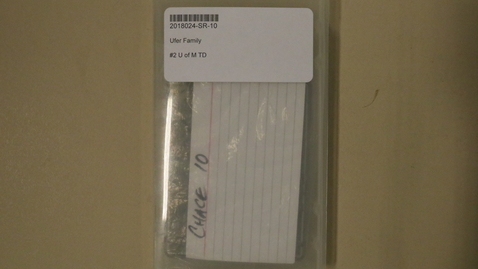 2018024-SR-10
Ufer Family
#2 U of M TD
CHACE 10